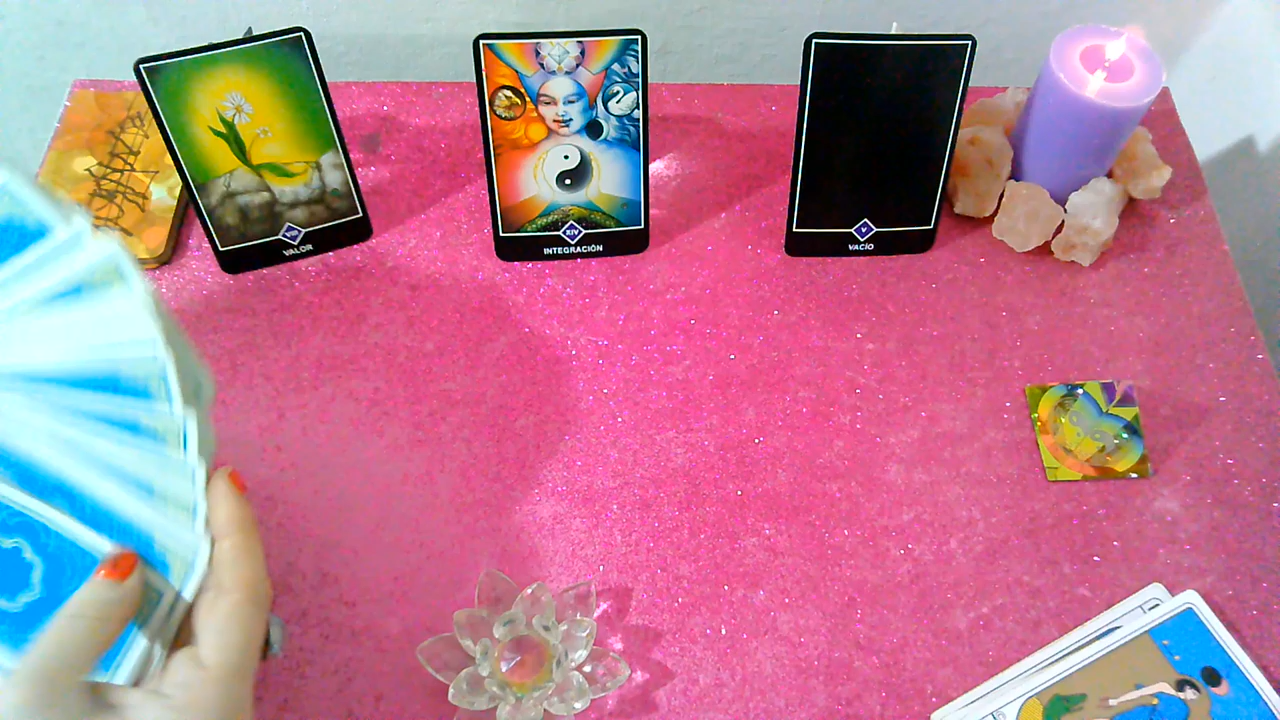 VIII
VALOR
XIV
INTEGRACIÓN
V
VACÍO